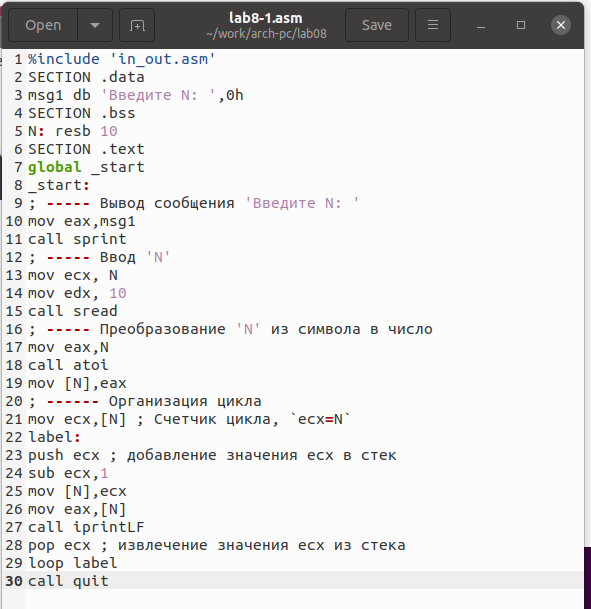 Open
lab8-1.asm
~/work/arch-pc/lab08
Save
1 %include 'in_out.asm'
2 SECTION .data
3 msg1 db 'Введите N: ',0h
4 SECTION .bss
5 N: resb 10
6 SECTION .text
7 global _start
8 _start:
9 ; ----- Вывод сообщения 'Введите N: '
10 mov eax,msg1
11 call sprint
12 ; ----- Ввод 'N'
13 mov ecx, N
14 mov edx, 10
15 call sread
16 ; ----- Преобразование 'N' из символа в число
17 mov eax,N
18 call atoi
19 mov [N],eax
20 ; ------ Организация цикла
21 mov ecx,[N] ; Счетчик цикла, `ecx=N`
22 label:
23 push ecx ; добавление значения ecx в стек
24 sub ecx,1
25 mov [N],ecx
26 mov eax,[N]
27 call iprintLF
28 pop ecx ; извлечение значения ecx из стека
29 loop label
30 call quit